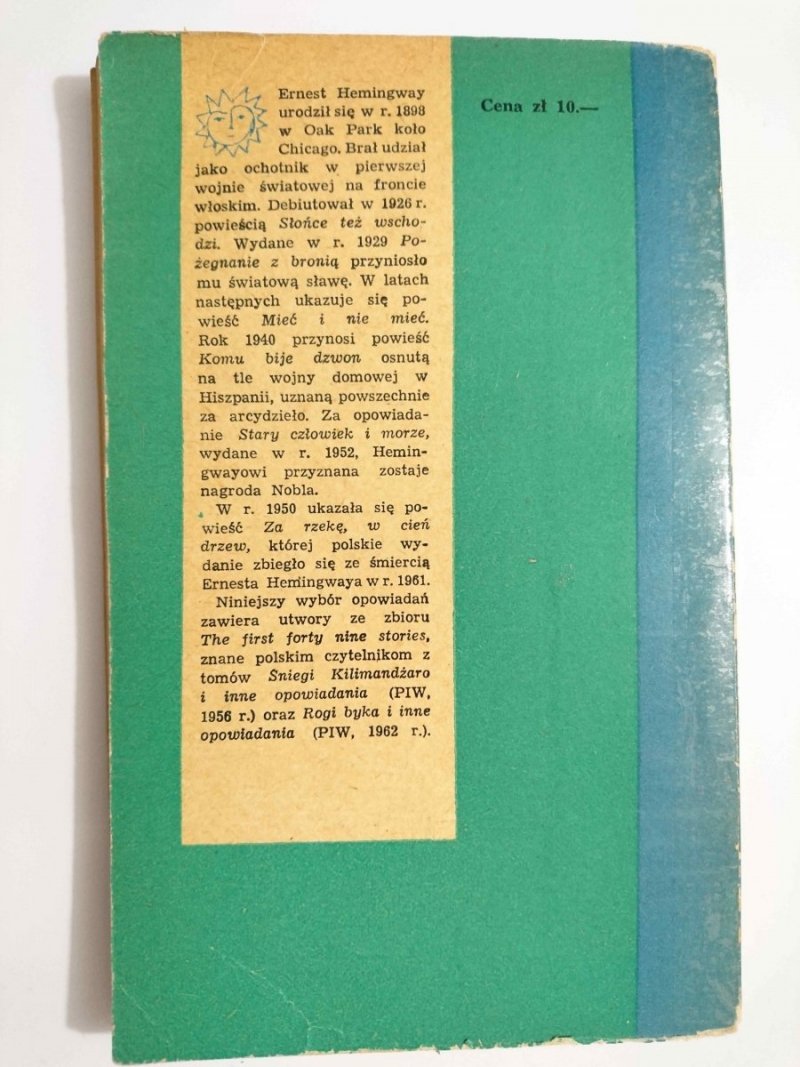 Ernest Hemingway
urodził się w r. 1898
w Oak Park koło
Chicago. Brał udział
jako ochotnik w pierwszej
wojnie światowej na froncie
włoskim. Debiutował w 1926 r.
powieścią Słońce też wscho-
dzi. Wydane w r. 1929 Po-
żegnanie z bronią przyniosło
mu światową sławę. W latach
następnych ukazuje się po-
wieść Mieć i nie mieć.
Rok 1940 przynosi powieść
Komu bije dzwon osnutą
na tle wojny domowej w
Hiszpanii, uznaną powszechnie
za arcydzieło. Za opowiada-
nie Stary człowiek i morze,
wydane w r. 1952, Hemin-
gwayowi przyznana zostaje
nagroda Nobla.
W r. 1950 ukazała się po-
wieść Za rzekę, w cień
drzew, której polskie wy-
danie zbiegło się ze śmiercią
Ernesta Hemingwaya w r. 1961.
Niniejszy wybór opowiadań
zawiera utwory ze zbioru
The first forty nine stories,
znane polskim czytelnikom z
tomów Śniegi Kilimandżaro
i inne opowiadania (PIW,
1956 r.) oraz Rogi byka i inne
opowiadania (PIW, 1962 r.).
Cena zł 10.—